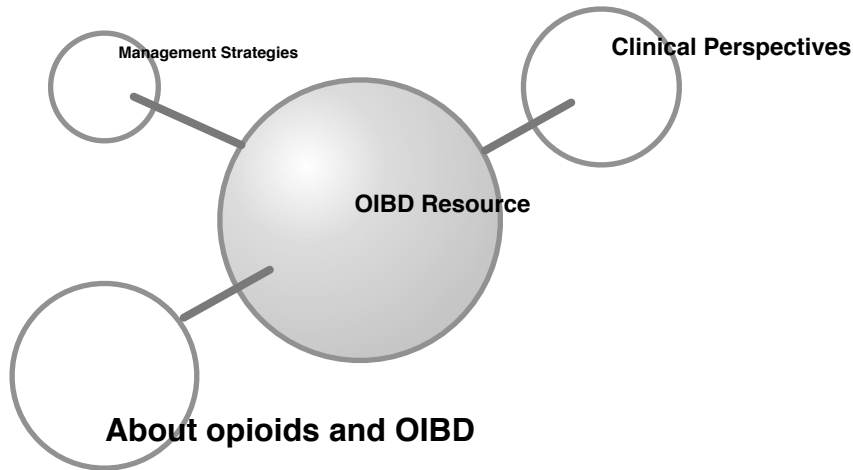 Management Strategies
Clinical Perspectives
OIBD Resource
About opioids and OIBD